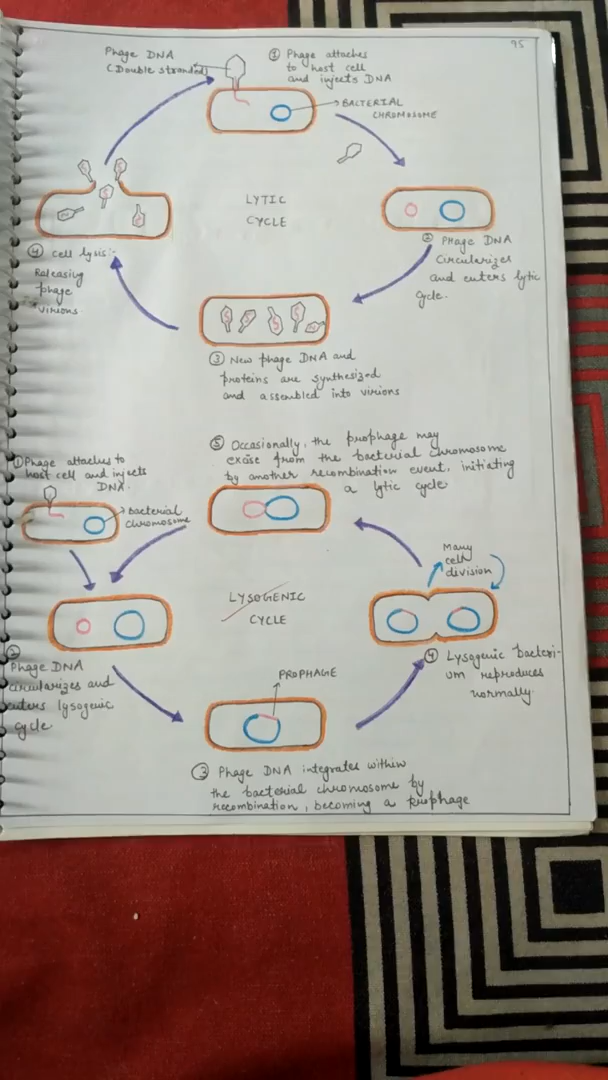 95
Phage DNA
(Double stranded)
① Phage attaches
to host cell
and injects DNA
BACTERIAL
CHROMOSOME
LYTIC
CYCLE
② Phage DNA
Circularizes
and enters lytic
cycle.
③ New phage DNA and
proteins are synthesized
and assembled into virions
④ Cell lysis:-
Releasing
phage
virions.
⑤ Occasionally, the prophage may
excise from the bacterial chromosome
by another recombination event, initiating
a lytic cycle.
① Phage attaches to
host cell and injects
DNA.
Bacterial
chromosome
LYSOGENIC
CYCLE
Many
cell
division
② Phage DNA
circularizes and
enters lysogenic
cycle.
PROPHAGE
④ Lysogenic bacteri-
um reproduces
normally.
③ Phage DNA integrates within
the bacterial chromosome by
recombination, becoming a prophage